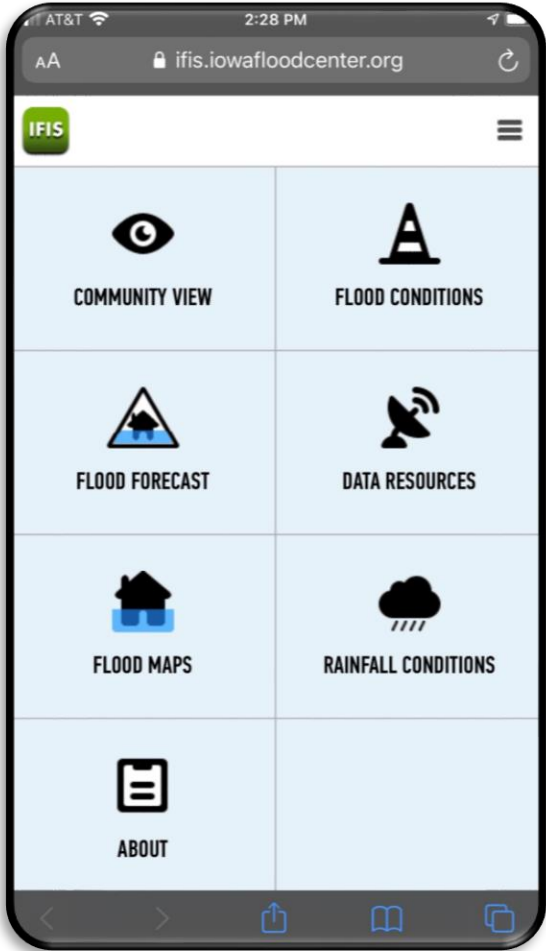 AT&T 2:28 PM
AA ifis.iowafloodcenter.org
IFIS
COMMUNITY VIEW FLOOD CONDITIONS
FLOOD FORECAST DATA RESOURCES
FLOOD MAPS RAINFALL CONDITIONS
ABOUT